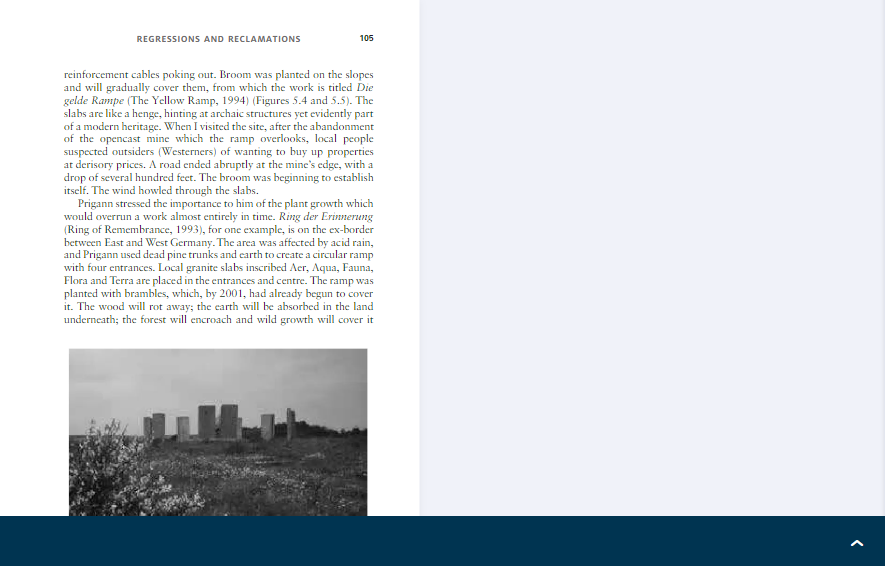 REGRESSIONS AND RECLAMATIONS 105
reinforcement cables poking out. Broom was planted on the slopes
and will gradually cover them, from which the work is titled Die
gelde Rampe (The Yellow Ramp, 1994) (Figures 5.4 and 5.5). The
slabs are like a henge, hinting at archaic structures yet evidently part
of a modern heritage. When I visited the site, after the abandonment
of the opencast mine which the ramp overlooks, local people
suspected outsiders (Westerners) of wanting to buy up properties
at derisory prices. A road ended abruptly at the mine's edge, with a
drop of several hundred feet. The broom was beginning to establish
itself. The wind howled through the slabs.
Prigann stressed the importance to him of the plant growth which
would overrun a work almost entirely in time. Ring der Erinnerung
(Ring of Remembrance, 1993), for one example, is on the ex-border
between East and West Germany. The area was affected by acid rain,
and Prigann used dead pine trunks and earth to create a circular ramp
with four entrances. Local granite slabs inscribed Aer, Aqua, Fauna,
Flora and Terra are placed in the entrances and centre. The ramp was
planted with brambles, which, by 2001, had already begun to cover
it. The wood will rot away; the earth will be absorbed in the land
underneath; the forest will encroach and wild growth will cover it